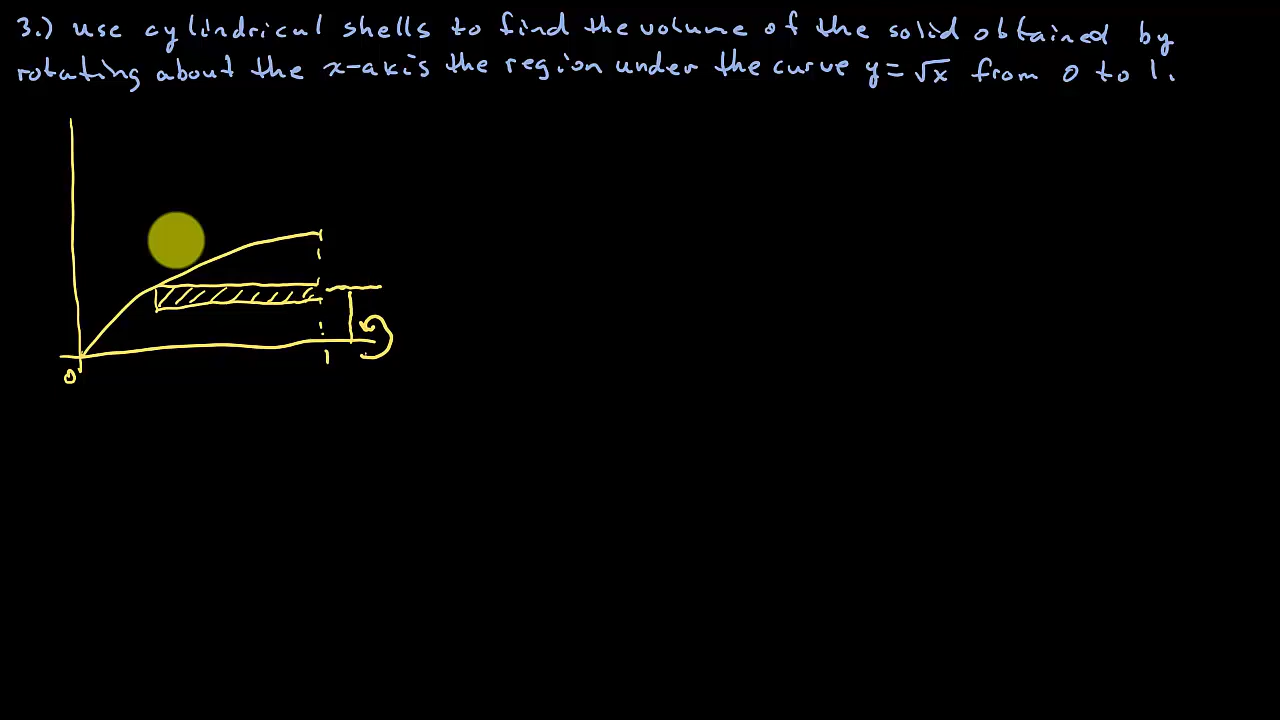 3.) use cylindrical shells to find the volume of the solid obtained by
rotating about the x-axis the region under the curve y=√x from 0 to 1.
0
1